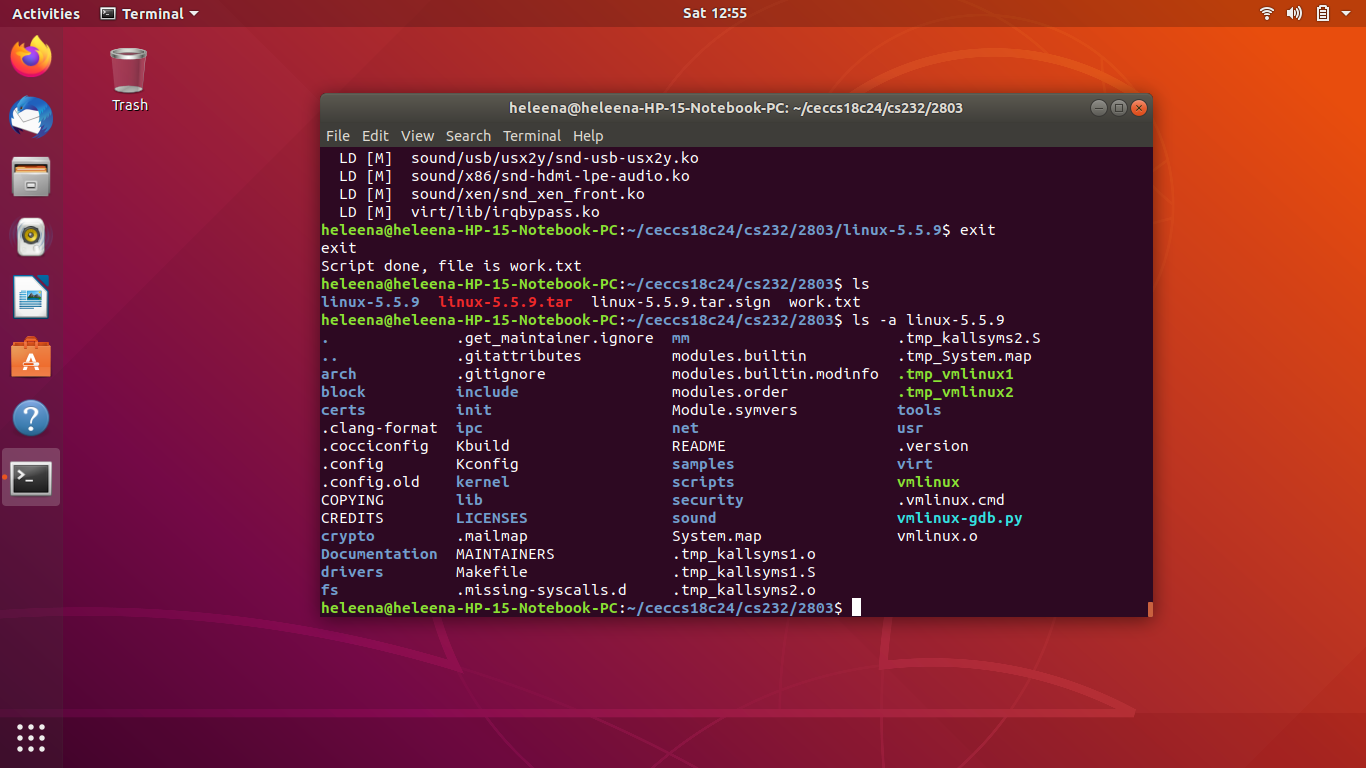 Activities Terminal Sat 12:55
Trash
heleena@heleena-HP-15-Notebook-PC: ~/ceccs18c24/cs232/2803
File Edit View Search Terminal Help
LD [M] sound/usb/usx2y/snd-usb-usx2y.ko
LD [M] sound/x86/snd-hdmi-lpe-audio.ko
LD [M] sound/xen/snd_xen_front.ko
LD [M] virt/lib/irqbypass.ko
heleena@heleena-HP-15-Notebook-PC:~/ceccs18c24/cs232/2803/linux-5.5.9$ exit
exit
Script done, file is work.txt
heleena@heleena-HP-15-Notebook-PC:~/ceccs18c24/cs232/2803$ ls
linux-5.5.9 linux-5.5.9.tar linux-5.5.9.tar.sign work.txt
heleena@heleena-HP-15-Notebook-PC:~/ceccs18c24/cs232/2803$ ls -a linux-5.5.9
. .get_maintainer.ignore mm .tmp_kallsyms2.S
.. .gitattributes modules.builtin .tmp_System.map
arch .gitignore modules.builtin.modinfo .tmp_vmlinux1
block include modules.order .tmp_vmlinux2
certs init Module.symvers tools
.clang-format ipc net usr
.cocciconfig Kbuild README .version
.config Kconfig samples virt
.config.old kernel scripts vmlinux
COPYING lib security .vmlinux.cmd
CREDITS LICENSES sound vmlinux-gdb.py
crypto .mailmap System.map vmlinux.o
Documentation MAINTAINERS .tmp_kallsyms1.o
drivers Makefile .tmp_kallsyms1.S
fs .missing-syscalls.d .tmp_kallsyms2.o
heleena@heleena-HP-15-Notebook-PC:~/ceccs18c24/cs232/2803$